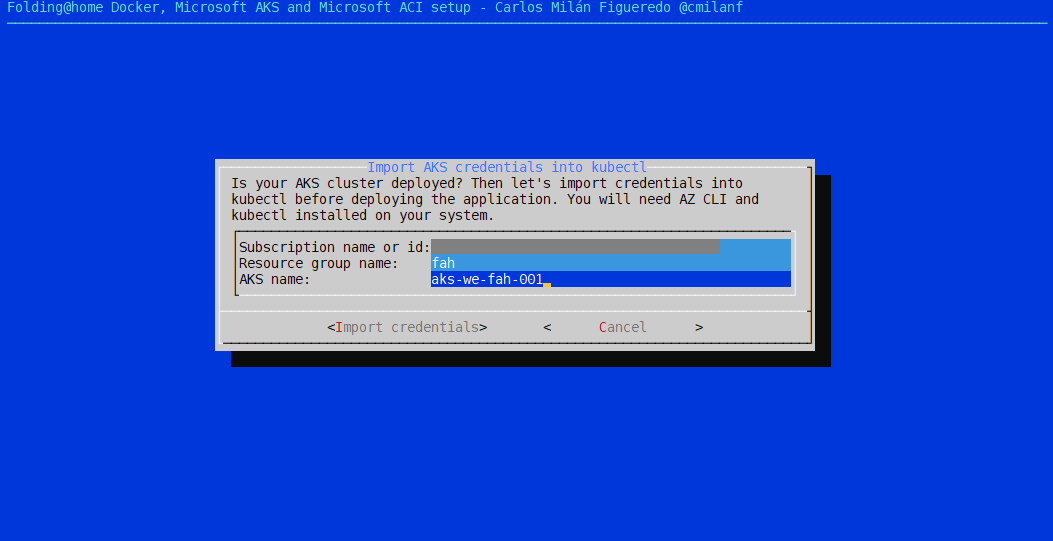 Folding@home Docker, Microsoft AKS and Microsoft ACI setup - Carlos Milán Figueredo @cmilanf
Import AKS credentials into kubectl
Is your AKS cluster deployed? Then let's import credentials into
kubectl before deploying the application. You will need AZ CLI and
kubectl installed on your system.
Subscription name or id:
Resource group name: fah
AKS name: aks-we-fah-001
<Import credentials> < Cancel >